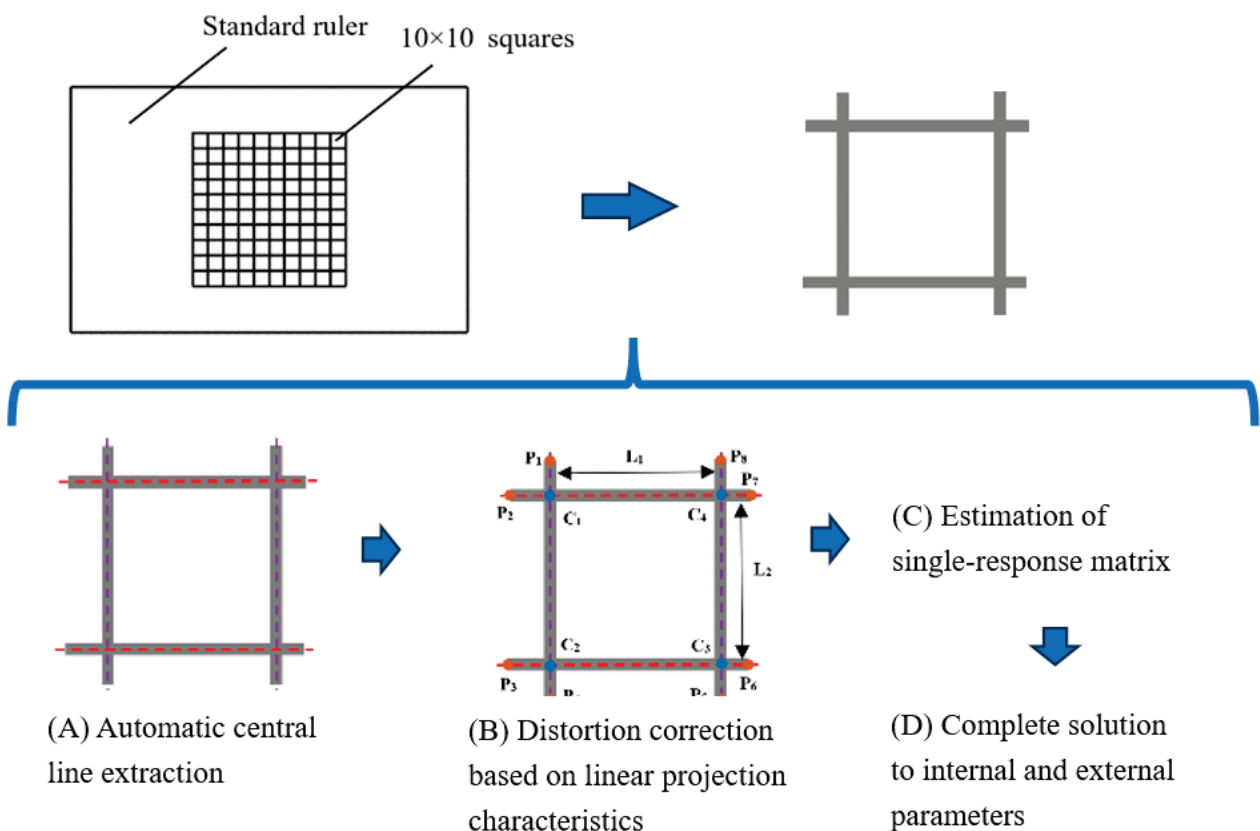 Standard ruler
10×10 squares
P₁
L₁
P₈
P₇
P₂
C₁
C₄
L₂
C₂
C₃
P₃
P₆
(A) Automatic central
line extraction
(B) Distortion correction
based on linear projection
characteristics
(C) Estimation of
single-response matrix
(D) Complete solution
to internal and external
parameters